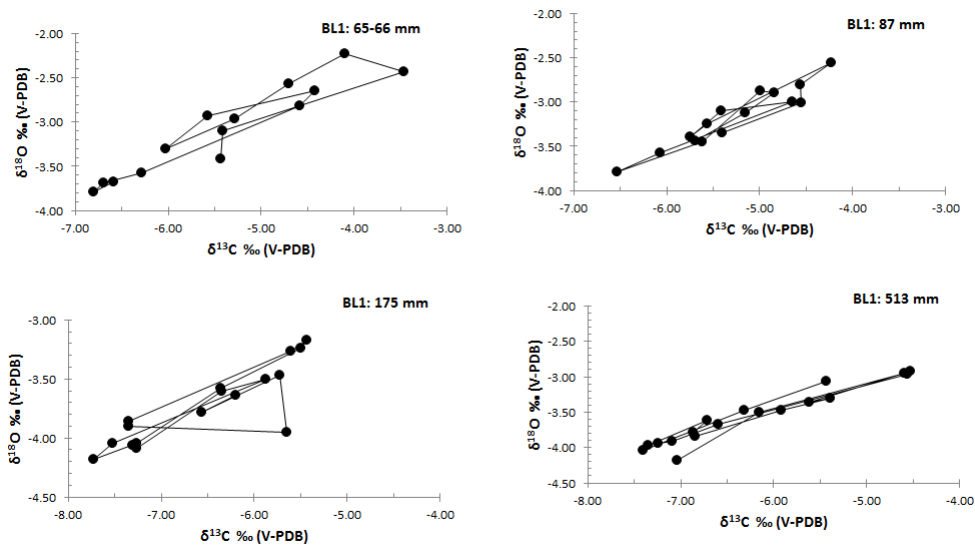 BL1: 65-66 mm
-2.00
-2.50
-3.00
-3.50
-4.00
δ18O ‰ (V-PDB)
-7.00 -6.00 -5.00 -4.00 -3.00
δ13C ‰ (V-PDB)
BL1: 87 mm
-2.00
-2.50
-3.00
-3.50
-4.00
δ18O ‰ (V-PDB)
-7.00 -6.00 -5.00 -4.00 -3.00
δ13C ‰ (V-PDB)
BL1: 175 mm
-3.00
-3.50
-4.00
-4.50
δ18O ‰ (V-PDB)
-8.00 -7.00 -6.00 -5.00 -4.00
δ13C ‰ (V-PDB)
BL1: 513 mm
-2.00
-2.50
-3.00
-3.50
-4.00
-4.50
δ18O ‰ (V-PDB)
-8.00 -7.00 -6.00 -5.00 -4.00
δ13C ‰ (V-PDB)